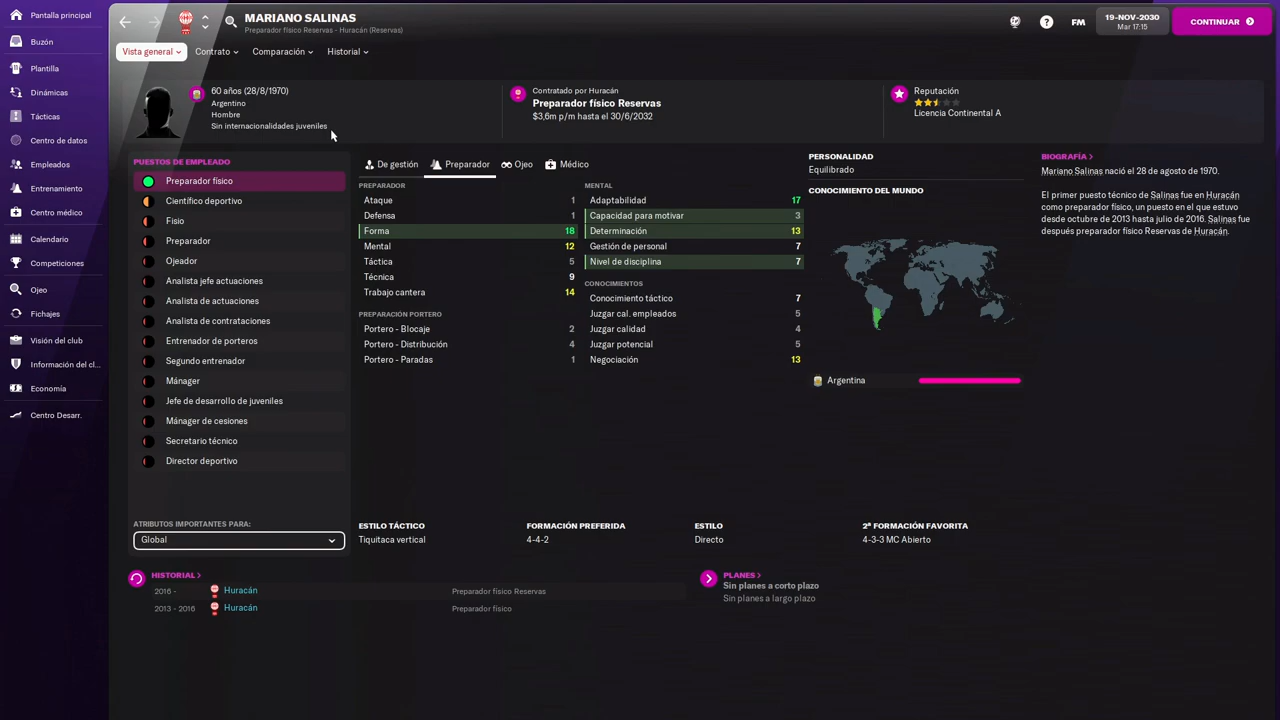 Pantalla principal
Buzón
Plantilla
Dinámicas
Tácticas
Centro de datos
Empleados
Entrenamiento
Centro médico
Calendario
Competiciones
Ojeo
Fichajes
Visión del club
Información del cl...
Economía
Centro Desarr.
MARIANO SALINAS
Preparador físico Reservas - Huracán (Reservas)
FM
19-NOV-2030
Mar 17:15
CONTINUAR
Vista general
Contrato
Comparación
Historial
60 años (28/8/1970)
Argentino
Hombre
Sin internacionalidades juveniles
Contratado por Huracán
Preparador físico Reservas
$3,6m p/m hasta el 30/6/2032
Reputación
Licencia Continental A
PUESTOS DE EMPLEADO
Preparador físico
Científico deportivo
Fisio
Preparador
Ojeador
Analista jefe actuaciones
Analista de actuaciones
Analista de contrataciones
Entrenador de porteros
Segundo entrenador
Mánager
Jefe de desarrollo de juveniles
Mánager de cesiones
Secretario técnico
Director deportivo
ATRIBUTOS IMPORTANTES PARA:
Global
De gestión
Preparador
Ojeo
Médico
PREPARADOR
Ataque 1
Defensa 1
Forma 18
Mental 12
Táctica 5
Técnica 9
Trabajo cantera 14
PREPARACIÓN PORTERO
Portero - Blocaje 2
Portero - Distribución 4
Portero - Paradas 1
MENTAL
Adaptabilidad 17
Capacidad para motivar 3
Determinación 13
Gestión de personal 7
Nivel de disciplina 7
CONOCIMIENTOS
Conocimiento táctico 7
Juzgar cal. empleados 5
Juzgar calidad 4
Juzgar potencial 5
Negociación 13
PERSONALIDAD
Equilibrado
CONOCIMIENTO DEL MUNDO
Argentina
BIOGRAFÍA >
Mariano Salinas nació el 28 de agosto de 1970.
El primer puesto técnico de Salinas fue en Huracán
como preparador físico, un puesto en el que estuvo
desde octubre de 2013 hasta julio de 2016. Salinas fue
después preparador físico Reservas de Huracán.
ESTILO TÁCTICO
Tiquitaca vertical
FORMACIÓN PREFERIDA
4-4-2
ESTILO
Directo
2ª FORMACIÓN FAVORITA
4-3-3 MC Abierto
HISTORIAL >
2016 - Huracán Preparador físico Reservas
2013 - 2016 Huracán Preparador físico
PLANES >
Sin planes a corto plazo
Sin planes a largo plazo